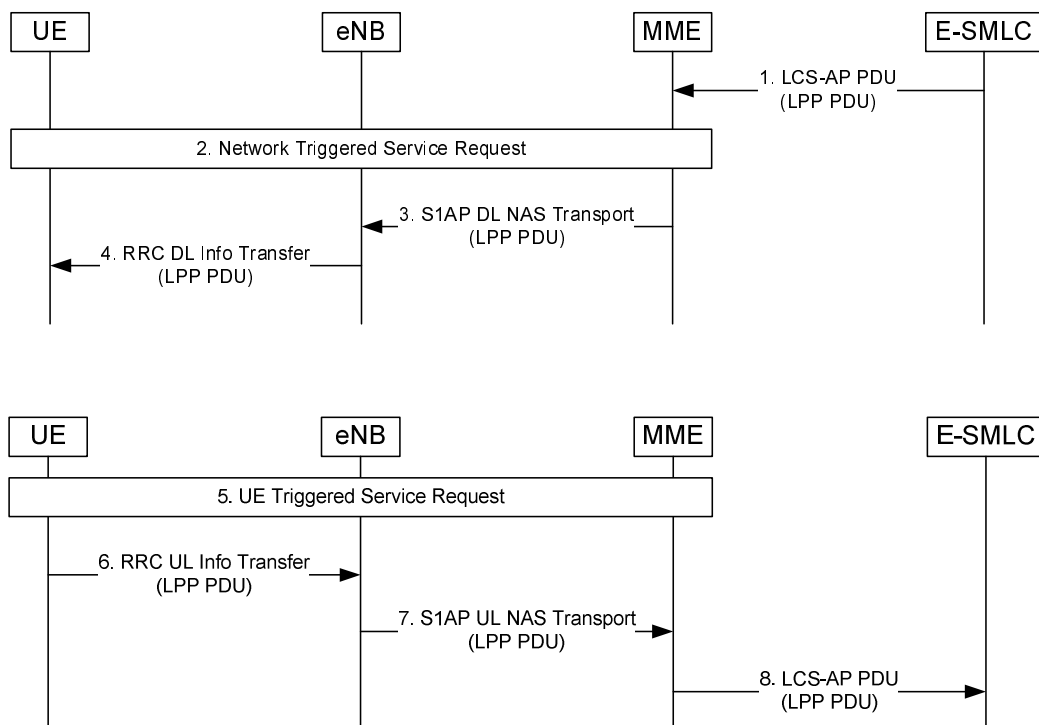 UE
eNB
MME
E-SMLC
1. LCS-AP PDU
(LPP PDU)
2. Network Triggered Service Request
3. S1AP DL NAS Transport
(LPP PDU)
4. RRC DL Info Transfer
(LPP PDU)
UE
eNB
MME
E-SMLC
5. UE Triggered Service Request
6. RRC UL Info Transfer
(LPP PDU)
7. S1AP UL NAS Transport
(LPP PDU)
8. LCS-AP PDU
(LPP PDU)